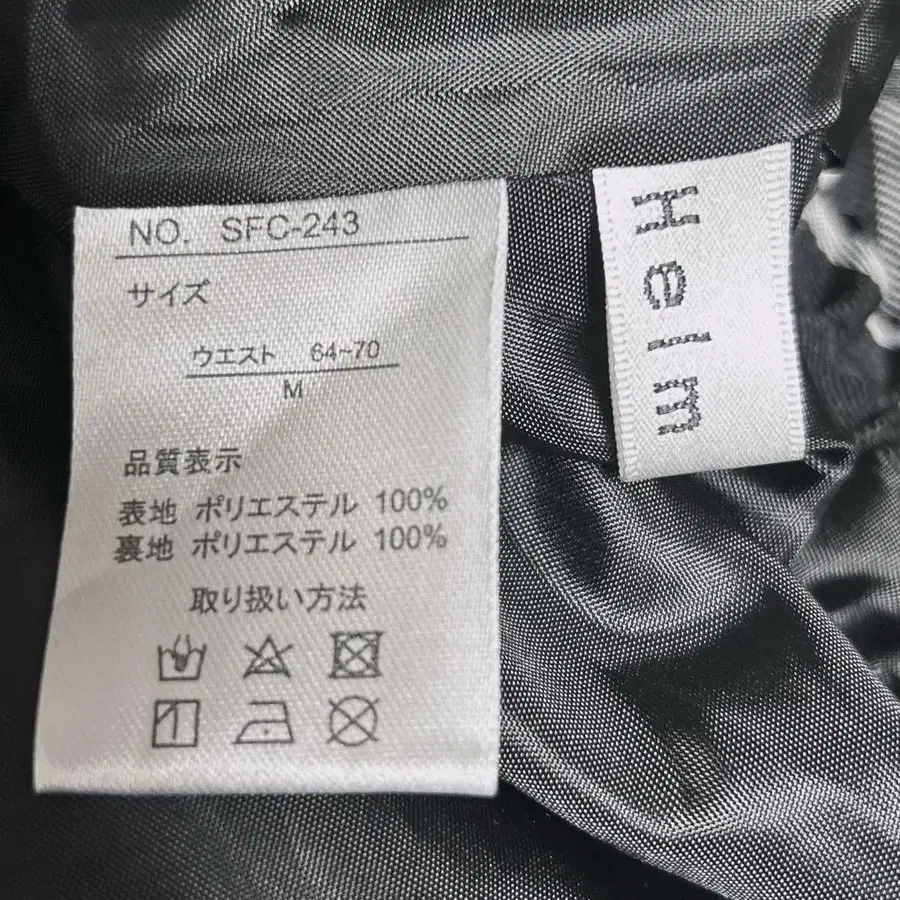 NO. SFC-243
サイズ
ウエスト 64~70
M
品質表示
表地 ポリエステル 100%
裏地 ポリエステル 100%
取り扱い方法
Helm